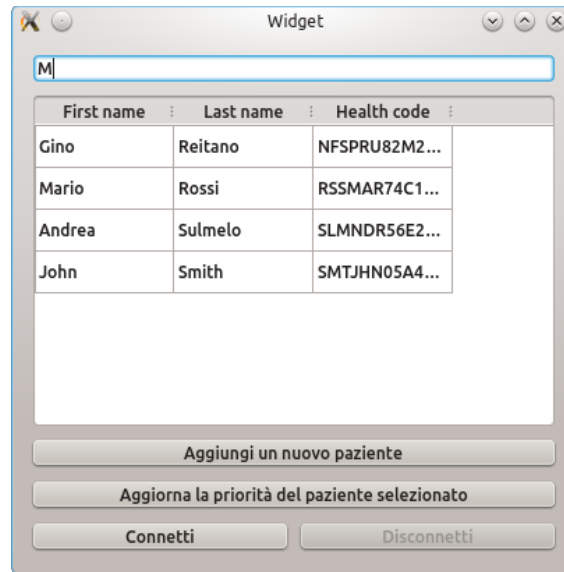 Widget
M
First name Last name Health code
Gino Reitano NFSPRU82M2...
Mario Rossi RSSMAR74C1...
Andrea Sulmelo SLMNDR56E2...
John Smith SMTJHN05A4...
Aggiungi un nuovo paziente
Aggiorna la priorità del paziente selezionato
Connetti Disconnetti